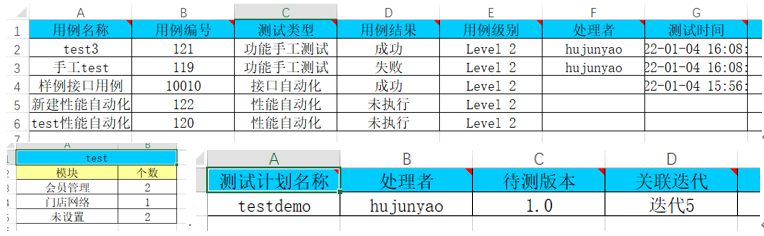 A B C D E F G
1 用例名称 用例编号 测试类型 用例结果 用例级别 处理者 测试时间
2 test3 121 功能手工测试 成功 Level 2 hujunyao 22-01-04 16:08:
3 手工test 119 功能手工测试 失败 Level 2 hujunyao 22-01-04 16:08:
4 样例接口用例 10010 接口自动化 成功 Level 2 22-01-04 15:56:
5 新建性能自动化 122 性能自动化 未执行 Level 2
6 test性能自动化 120 性能自动化 未执行 Level 2
7
A B
1 test
2 模块 个数
3 会员管理 2
4 门店网络 1
5 未设置 2
A B C D
测试计划名称 处理者 待测版本 关联迭代
testdemo hujunyao 1.0 迭代5